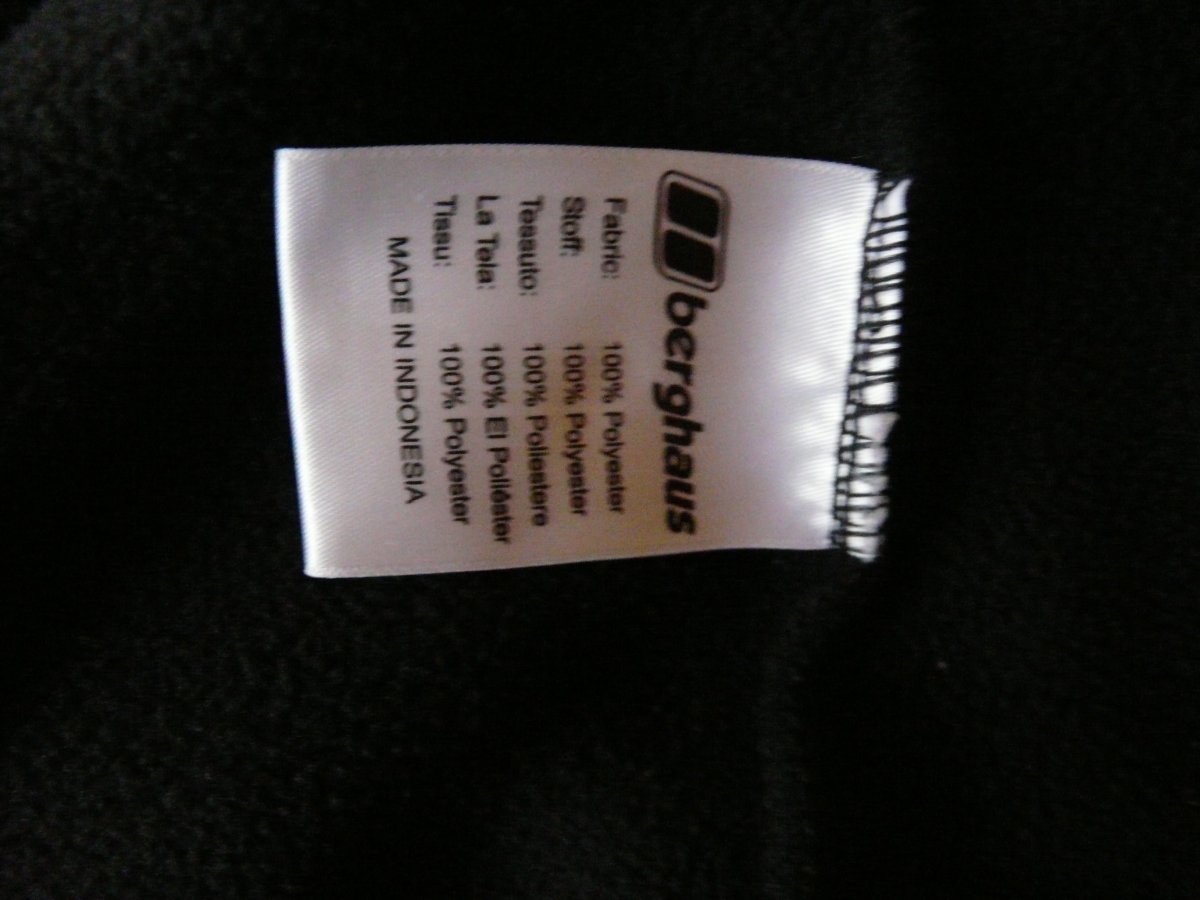 berghaus
Fabric: 100% Polyester
Stoff: 100% Polyester
Tessuto: 100% Poliestere
La Tela: 100% El Poliéster
Tissu: 100% Polyester
MADE IN INDONESIA